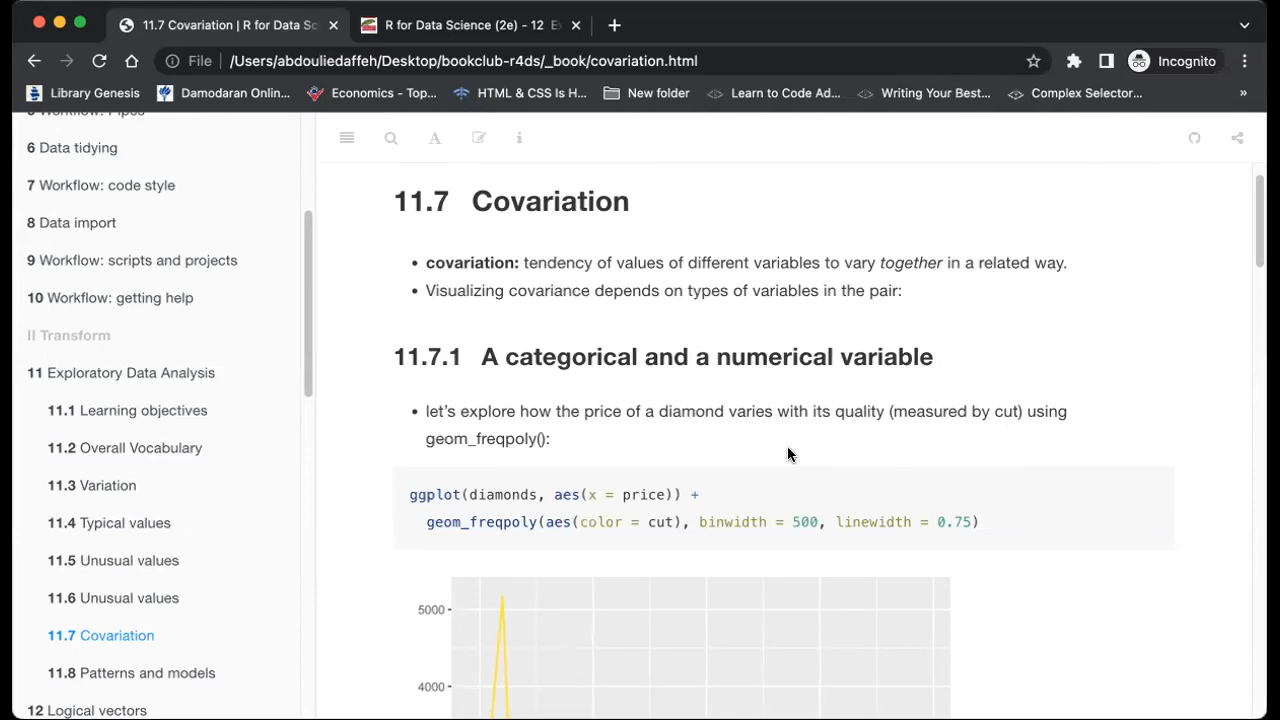 11.7 Covariation | R for Data Sc
R for Data Science (2e) - 12 Ex
File /Users/abdouliedaffeh/Desktop/bookclub-r4ds/_book/covariation.html
Incognito
Library Genesis
Damodaran Onlin...
Economics - Top...
HTML & CSS Is H...
New folder
Learn to Code Ad...
Writing Your Best...
Complex Selector...
»
6 Data tidying
7 Workflow: code style
8 Data import
9 Workflow: scripts and projects
10 Workflow: getting help
II Transform
11 Exploratory Data Analysis
11.1 Learning objectives
11.2 Overall Vocabulary
11.3 Variation
11.4 Typical values
11.5 Unusual values
11.6 Unusual values
11.7 Covariation
11.8 Patterns and models
12 Logical vectors
11.7 Covariation
• covariation: tendency of values of different variables to vary together in a related way.
• Visualizing covariance depends on types of variables in the pair:
11.7.1 A categorical and a numerical variable
• let's explore how the price of a diamond varies with its quality (measured by cut) using
geom_freqpoly():
ggplot(diamonds, aes(x = price)) +
geom_freqpoly(aes(color = cut), binwidth = 500, linewidth = 0.75)
5000
4000